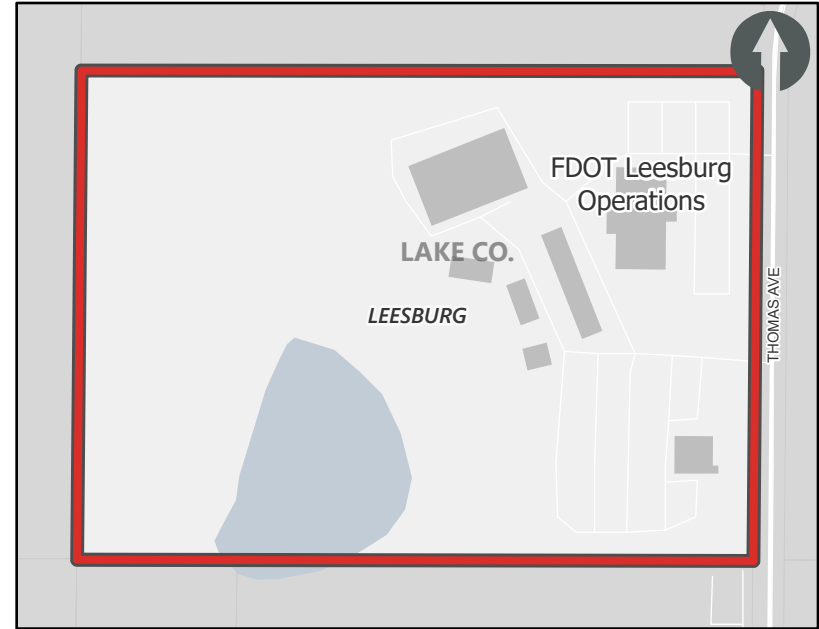 FDOT Leesburg
Operations
LAKE CO.
LEESBURG
THOMAS AVE